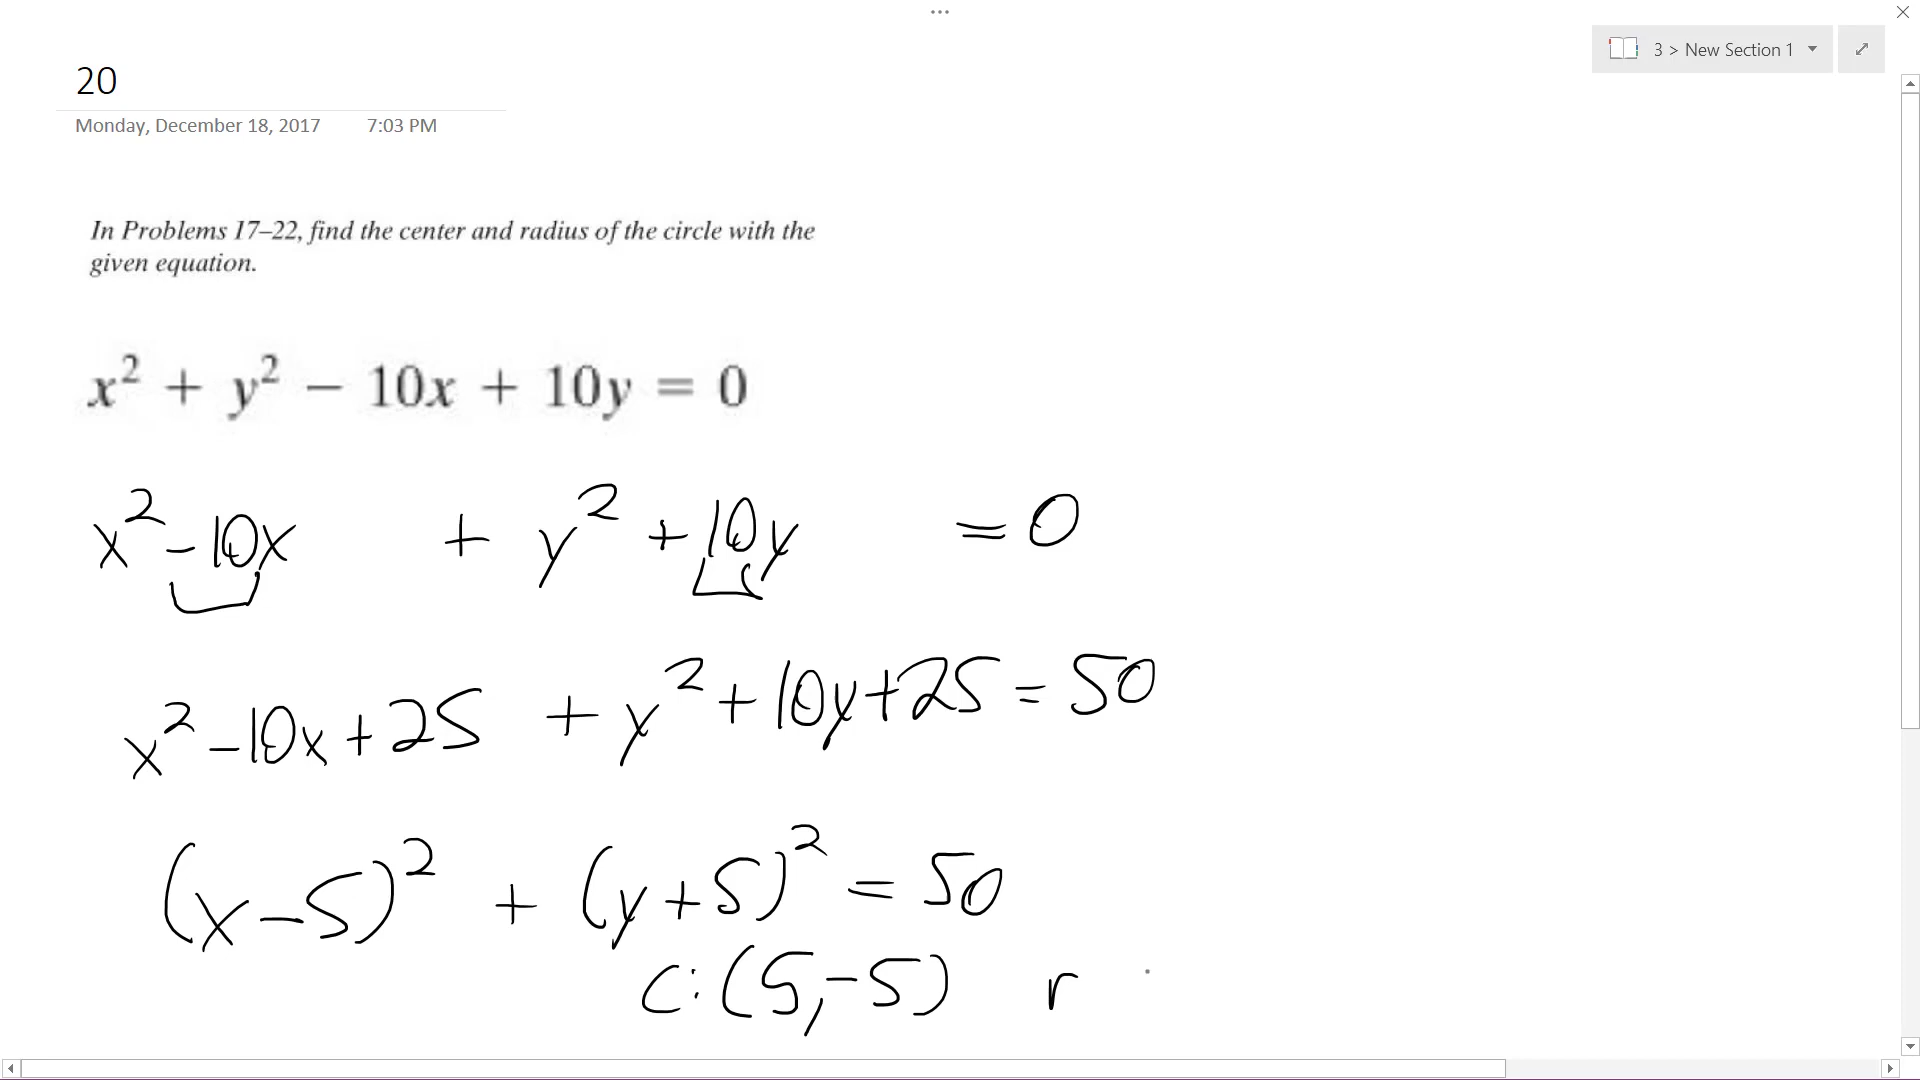 ...
3 > New Section 1
20
Monday, December 18, 2017 7:03 PM
In Problems 17–22, find the center and radius of the circle with the
given equation.
x² + y² − 10x + 10y = 0
x² − 10x + y² + 10y = 0
x² − 10x + 25 + y² + 10y + 25 = 50
(x − 5)² + (y + 5)² = 50
C: (5, −5) r